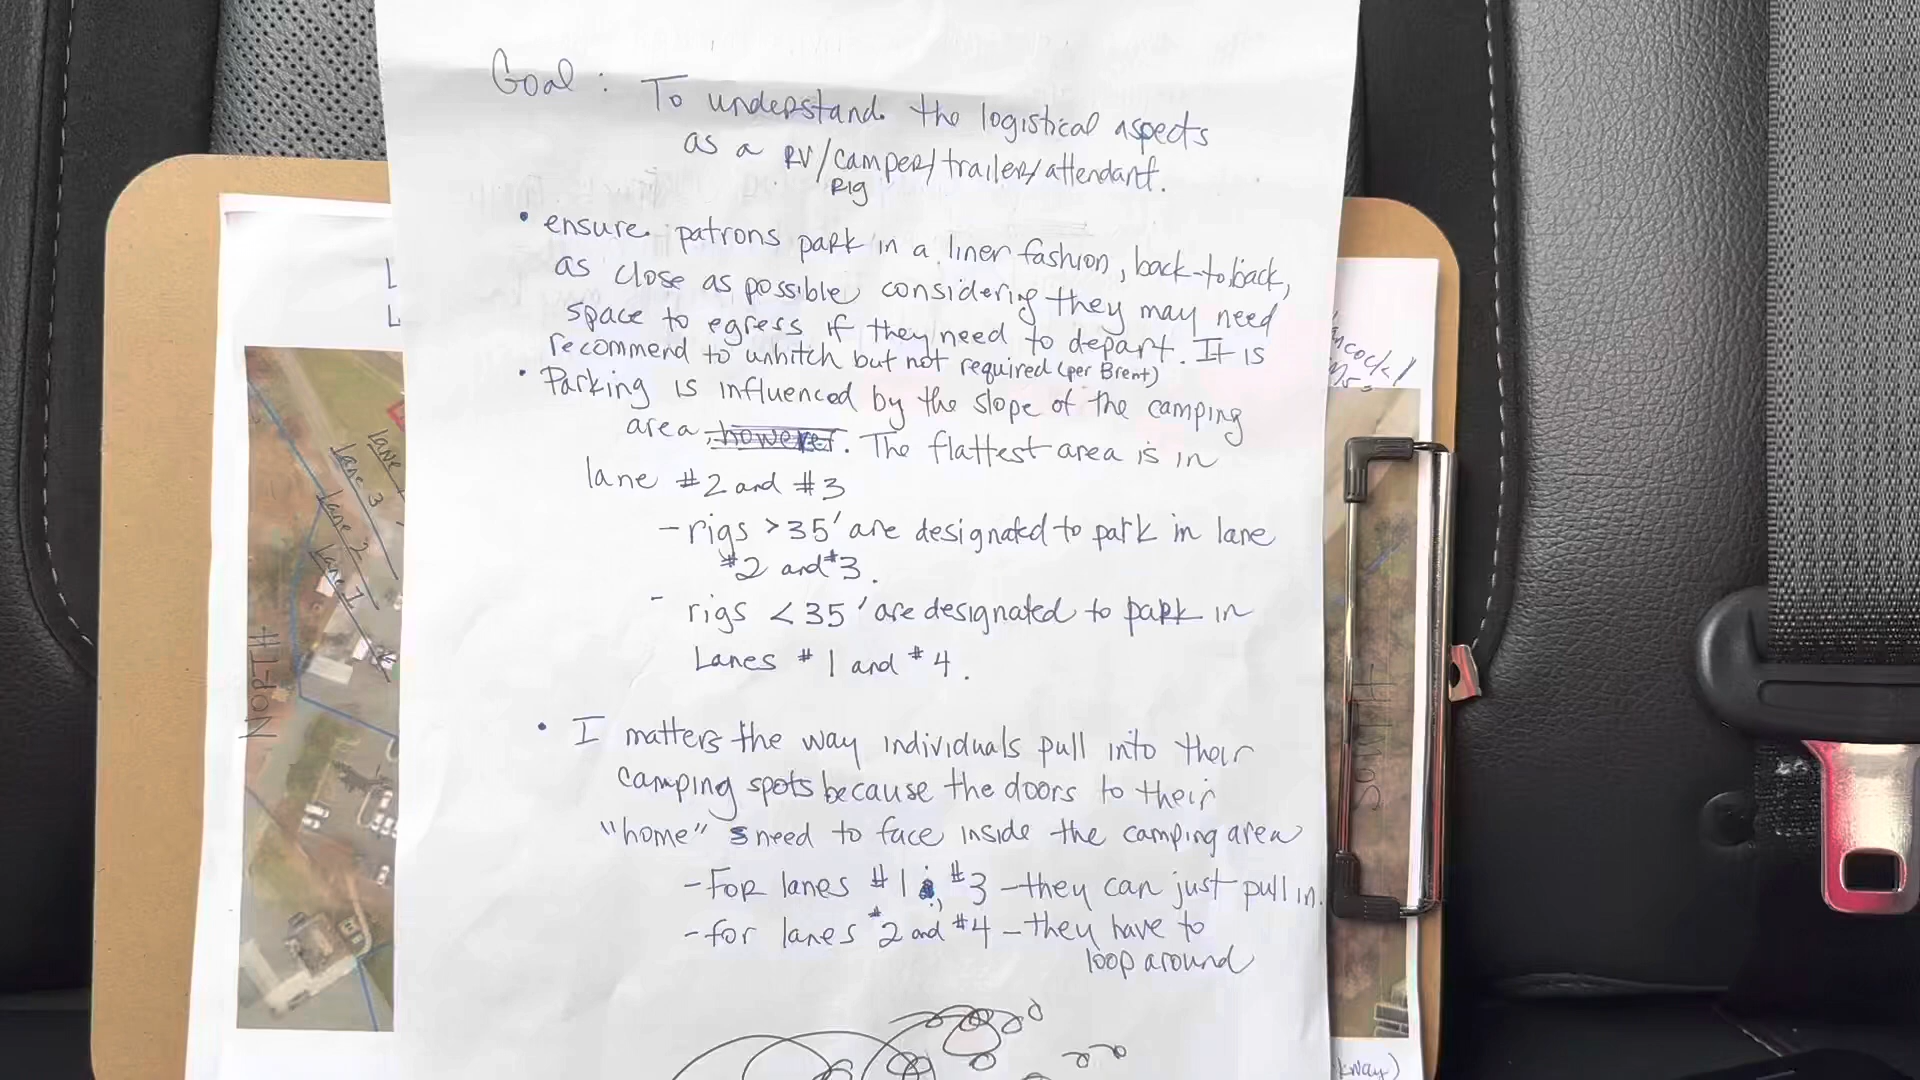 Goal: To understand the logistical aspects
as a RV/camper/trailer/attendant.
Rig
• ensure patrons park in a liner fashion, back-to-back,
as close as possible considering they may need
space to egress if they need to depart. It is
recommend to unhitch but not required (per Brent)
• Parking is influenced by the slope of the camping
area, however. The flattest area is in
lane #2 and #3
- rigs >35' are designated to park in lane
#2 and #3.
- rigs <35' are designated to park in
Lanes #1 and #4.
• I matters the way individuals pull into their
camping spots because the doors to their
"home" s need to face inside the camping area
- For lanes #1 , #3 - they can just pull in.
- for lanes #2 and #4 - they have to
loop around
L
L
Lane
Lane 3
Lane 2
Lane 1
NORTH
SOUTH